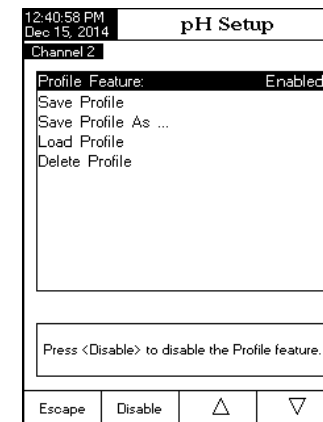 12:40:58 PM
Dec 15, 2014
pH Setup
Channel 2
Profile Feature: Enabled
Save Profile
Save Profile As ...
Load Profile
Delete Profile
Press <Disable> to disable the Profile feature.
Escape Disable △ ▽